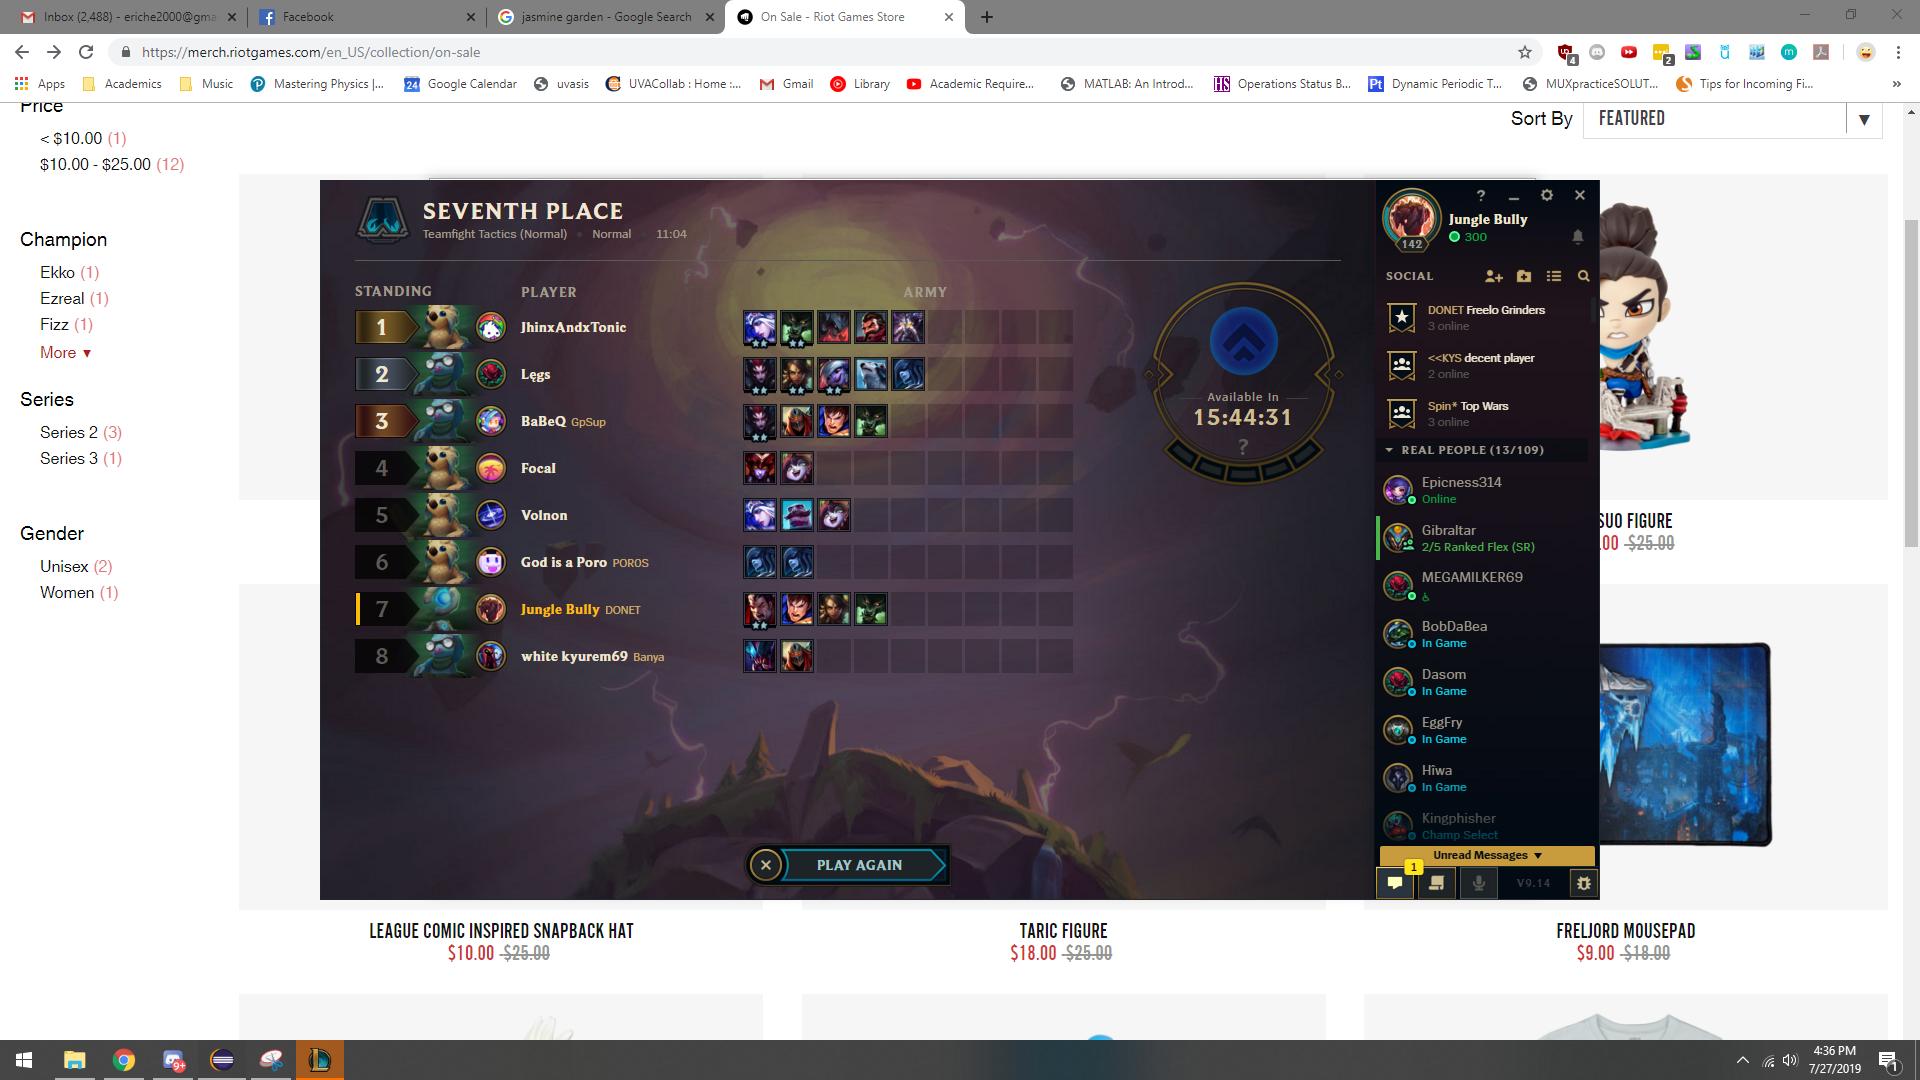 Inbox (2,488) - eriche2000@gma
Facebook
jasmine garden - Google Search
On Sale - Riot Games Store
https://merch.riotgames.com/en_US/collection/on-sale
4
2
Apps
Academics
Music
Mastering Physics |...
24
Google Calendar
uvasis
UVACollab : Home :...
Gmail
Library
Academic Require...
MATLAB: An Introd...
HS
Operations Status B...
Pt
Dynamic Periodic T...
MUXpracticeSOLUT...
Tips for Incoming Fi...
»
Price
< $10.00 (1)
$10.00 - $25.00 (12)
Champion
Ekko (1)
Ezreal (1)
Fizz (1)
More ▼
Series
Series 2 (3)
Series 3 (1)
Gender
Unisex (2)
Women (1)
Sort By
FEATURED
SEVENTH PLACE
Teamfight Tactics (Normal) • Normal 11:04
STANDING PLAYER ARMY
1 JhinxAndxTonic
2 Lęgs
3 BaBeQ GpSup
4 Focal
5 Volnon
6 God is a Poro POROS
7 Jungle Bully DONET
8 white kyurem69 Banya
Available In
15:44:31
?
PLAY AGAIN
?
Jungle Bully
300
142
SOCIAL
DONET Freelo Grinders
3 online
<<KYS decent player
2 online
Spin* Top Wars
3 online
REAL PEOPLE (13/109)
Epicness314
Online
Gibraltar
2/5 Ranked Flex (SR)
MEGAMILKER69
BobDaBea
In Game
Dasom
In Game
EggFry
In Game
Hîwa
In Game
Kingphisher
Champ Select
Unread Messages ▼
1
V9.14
SUO FIGURE
.00 $25.00
LEAGUE COMIC INSPIRED SNAPBACK HAT
$10.00 $25.00
TARIC FIGURE
$18.00 $25.00
FRELJORD MOUSEPAD
$9.00 $18.00
9+
4:36 PM
7/27/2019
1